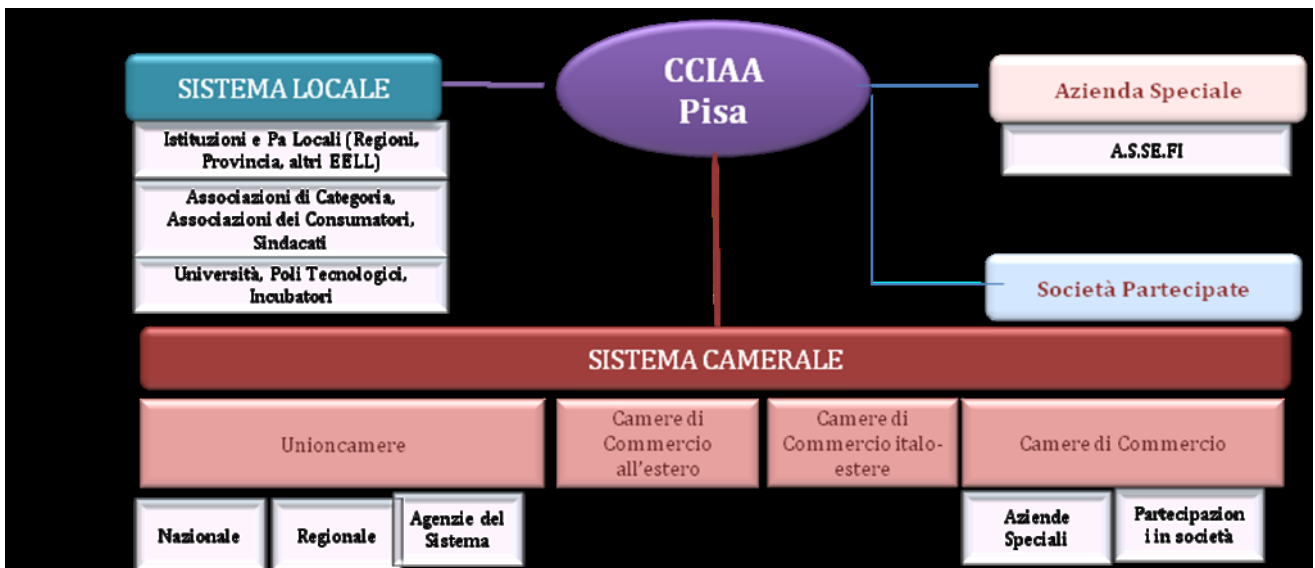 CCIAA
Pisa
SISTEMA LOCALE
Istituzioni e Pa Locali (Regioni,
Provincia, altri EELL)
Associazioni di Categoria,
Associazioni dei Consumatori,
Sindacati
Università, Poli Tecnologici,
Incubatori
Azienda Speciale
A.S.SE.FI
Società Partecipate
SISTEMA CAMERALE
Unioncamere
Camere di
Commercio
all'estero
Camere di
Commercio italo-
estere
Camere di Commercio
Nazionale
Regionale
Agenzie del
Sistema
Aziende
Speciali
Partecipazion
i in società